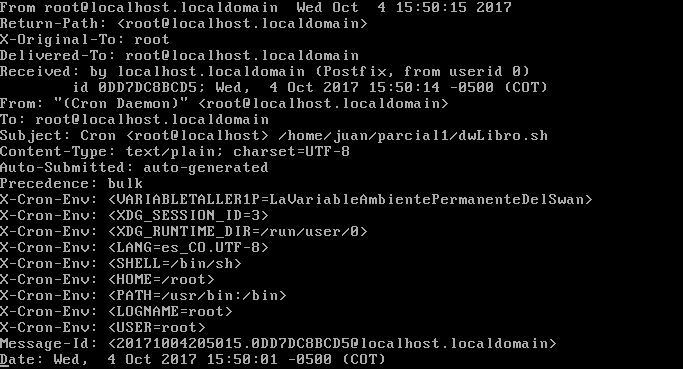 From root@localhost.localdomain  Wed Oct  4 15:50:15 2017
Return-Path: <root@localhost.localdomain>
X-Original-To: root
Delivered-To: root@localhost.localdomain
Received: by localhost.localdomain (Postfix, from userid 0)
        id 0DD7DC8BCD5; Wed,  4 Oct 2017 15:50:14 -0500 (COT)
From: "(Cron Daemon)" <root@localhost.localdomain>
To: root@localhost.localdomain
Subject: Cron <root@localhost> /home/juan/parcial1/dwLibro.sh
Content-Type: text/plain; charset=UTF-8
Auto-Submitted: auto-generated
Precedence: bulk
X-Cron-Env: <VARIABLETALLER1P=LaVariableAmbientePermanenteDelSwan>
X-Cron-Env: <XDG_SESSION_ID=3>
X-Cron-Env: <XDG_RUNTIME_DIR=/run/user/0>
X-Cron-Env: <LANG=es_CO.UTF-8>
X-Cron-Env: <SHELL=/bin/sh>
X-Cron-Env: <HOME=/root>
X-Cron-Env: <PATH=/usr/bin:/bin>
X-Cron-Env: <LOGNAME=root>
X-Cron-Env: <USER=root>
Message-Id: <20171004205015.0DD7DC8BCD5@localhost.localdomain>
Date: Wed,  4 Oct 2017 15:50:01 -0500 (COT)